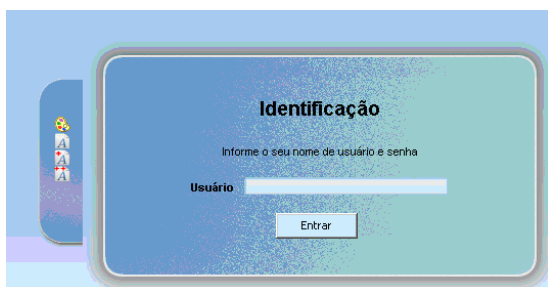 Identificação
Informe o seu nome de usuário e senha
Usuário
Entrar
A
A
A